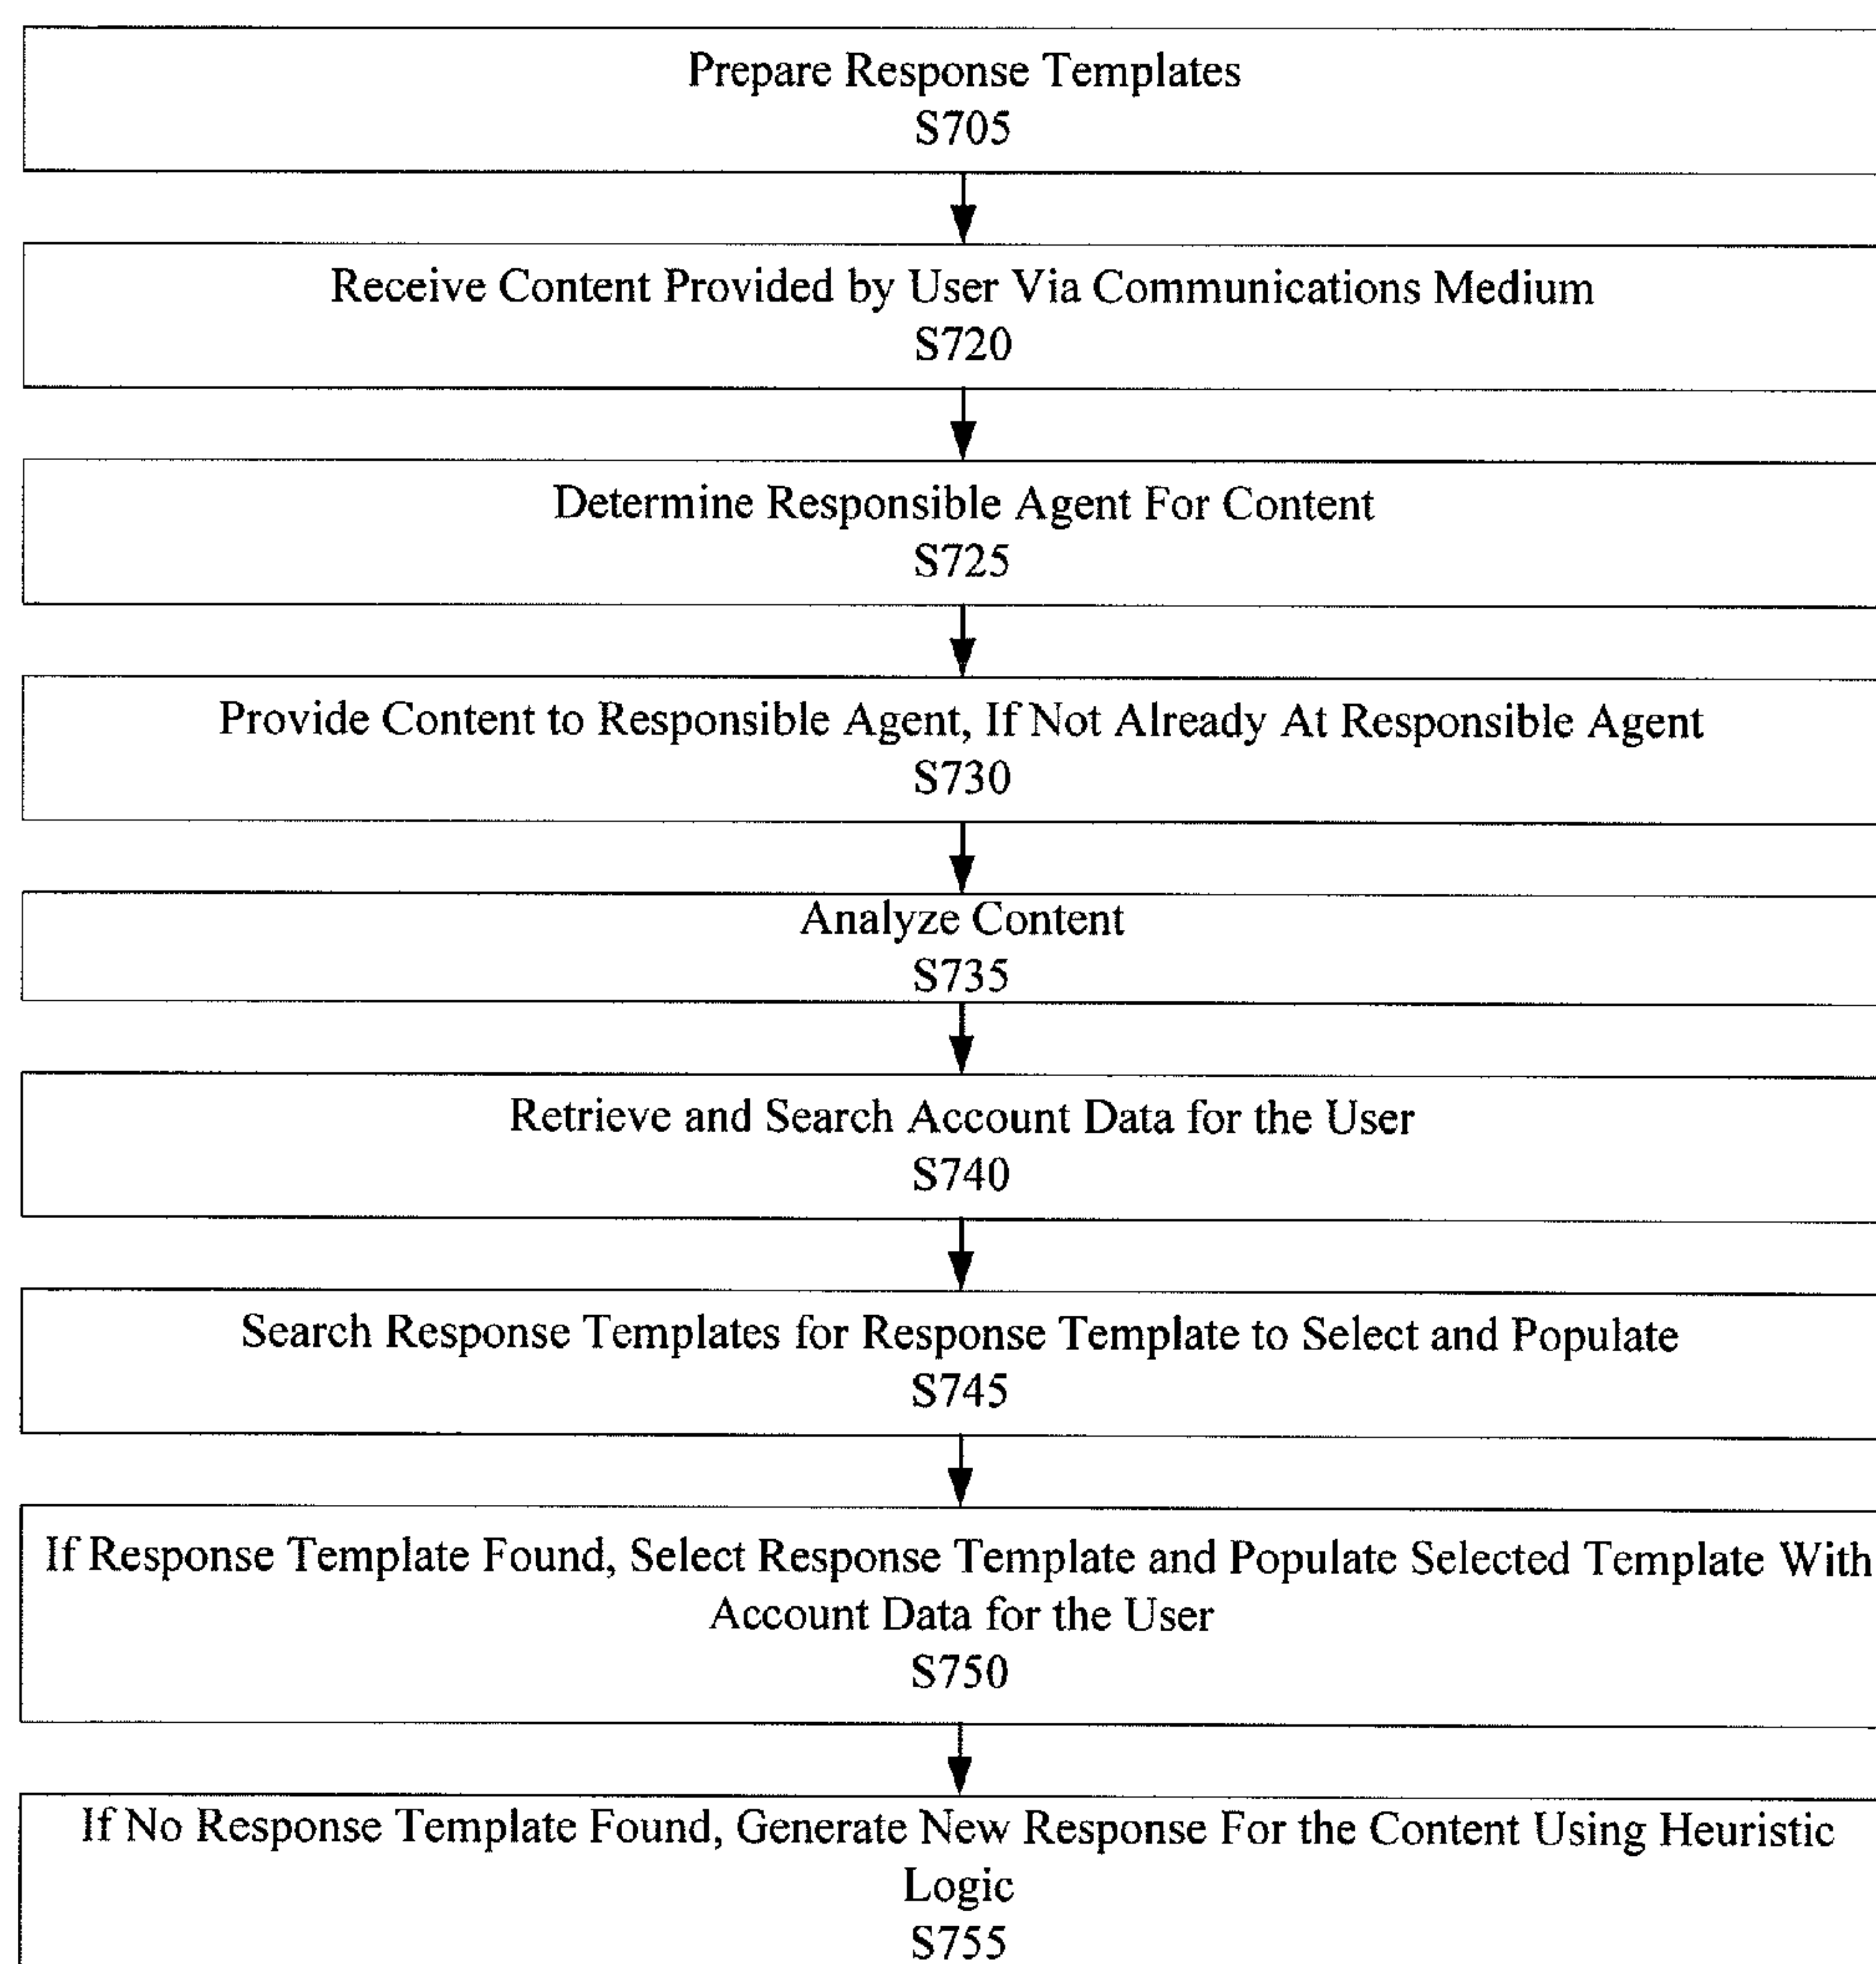 Prepare Response Templates
S705
Receive Content Provided by User Via Communications Medium
S720
Determine Responsible Agent For Content
S725
Provide Content to Responsible Agent, If Not Already At Responsible Agent
S730
Analyze Content
S735
Retrieve and Search Account Data for the User
S740
Search Response Templates for Response Template to Select and Populate
S745
If Response Template Found, Select Response Template and Populate Selected Template With
Account Data for the User
S750
If No Response Template Found, Generate New Response For the Content Using Heuristic
Logic
S755